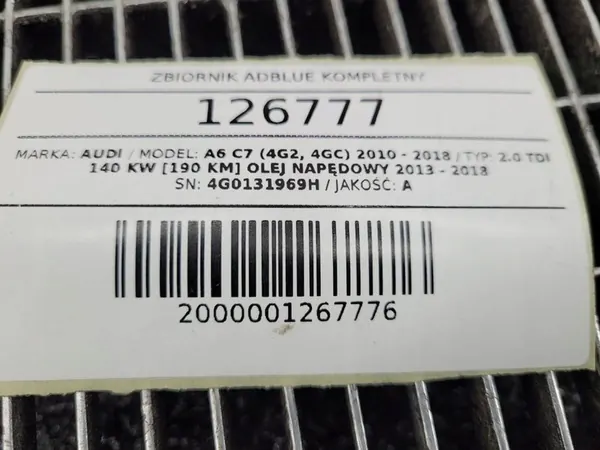 ZBIORNIK ADBLUE KOMPLETNY
126777
MARKA: AUDI / MODEL: A6 C7 (4G2, 4GC) 2010 - 2018 / TYP: 2.0 TDI
140 KW [190 KM] OLEJ NAPĘDOWY 2013 - 2018
SN: 4G0131969H / JAKOŚĆ: A
2000001267776